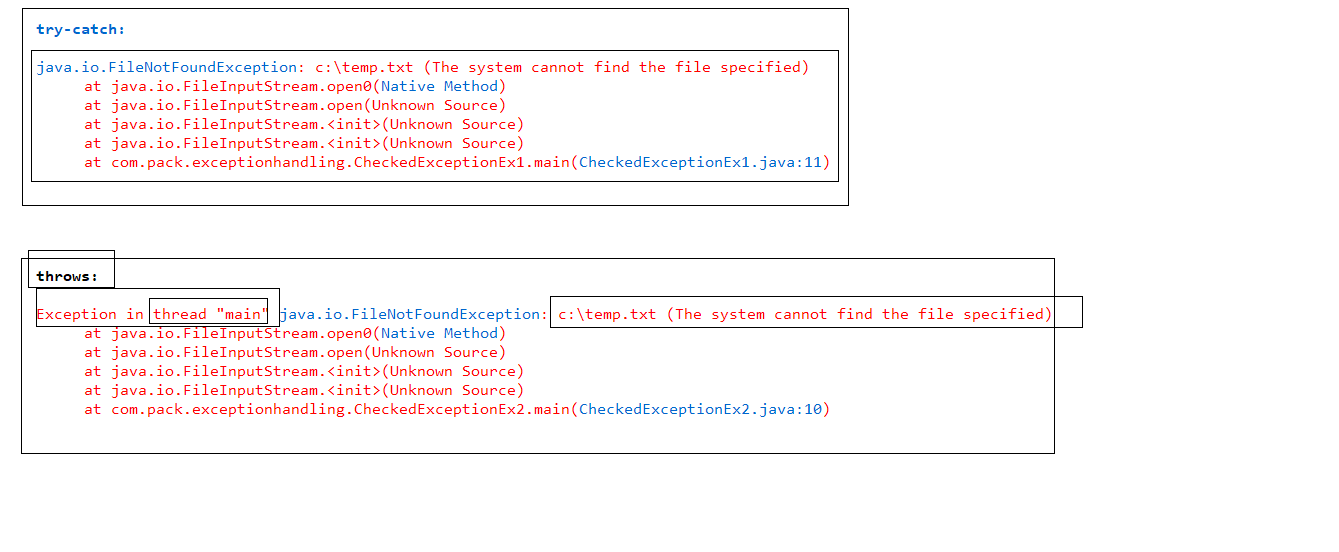 try-catch:
java.io.FileNotFoundException: c:\temp.txt (The system cannot find the file specified)
at java.io.FileInputStream.open0(Native Method)
at java.io.FileInputStream.open(Unknown Source)
at java.io.FileInputStream.<init>(Unknown Source)
at java.io.FileInputStream.<init>(Unknown Source)
at com.pack.exceptionhandling.CheckedExceptionEx1.main(CheckedExceptionEx1.java:11)
throws:
Exception in thread "main" java.io.FileNotFoundException: c:\temp.txt (The system cannot find the file specified)
at java.io.FileInputStream.open0(Native Method)
at java.io.FileInputStream.open(Unknown Source)
at java.io.FileInputStream.<init>(Unknown Source)
at java.io.FileInputStream.<init>(Unknown Source)
at com.pack.exceptionhandling.CheckedExceptionEx2.main(CheckedExceptionEx2.java:10)